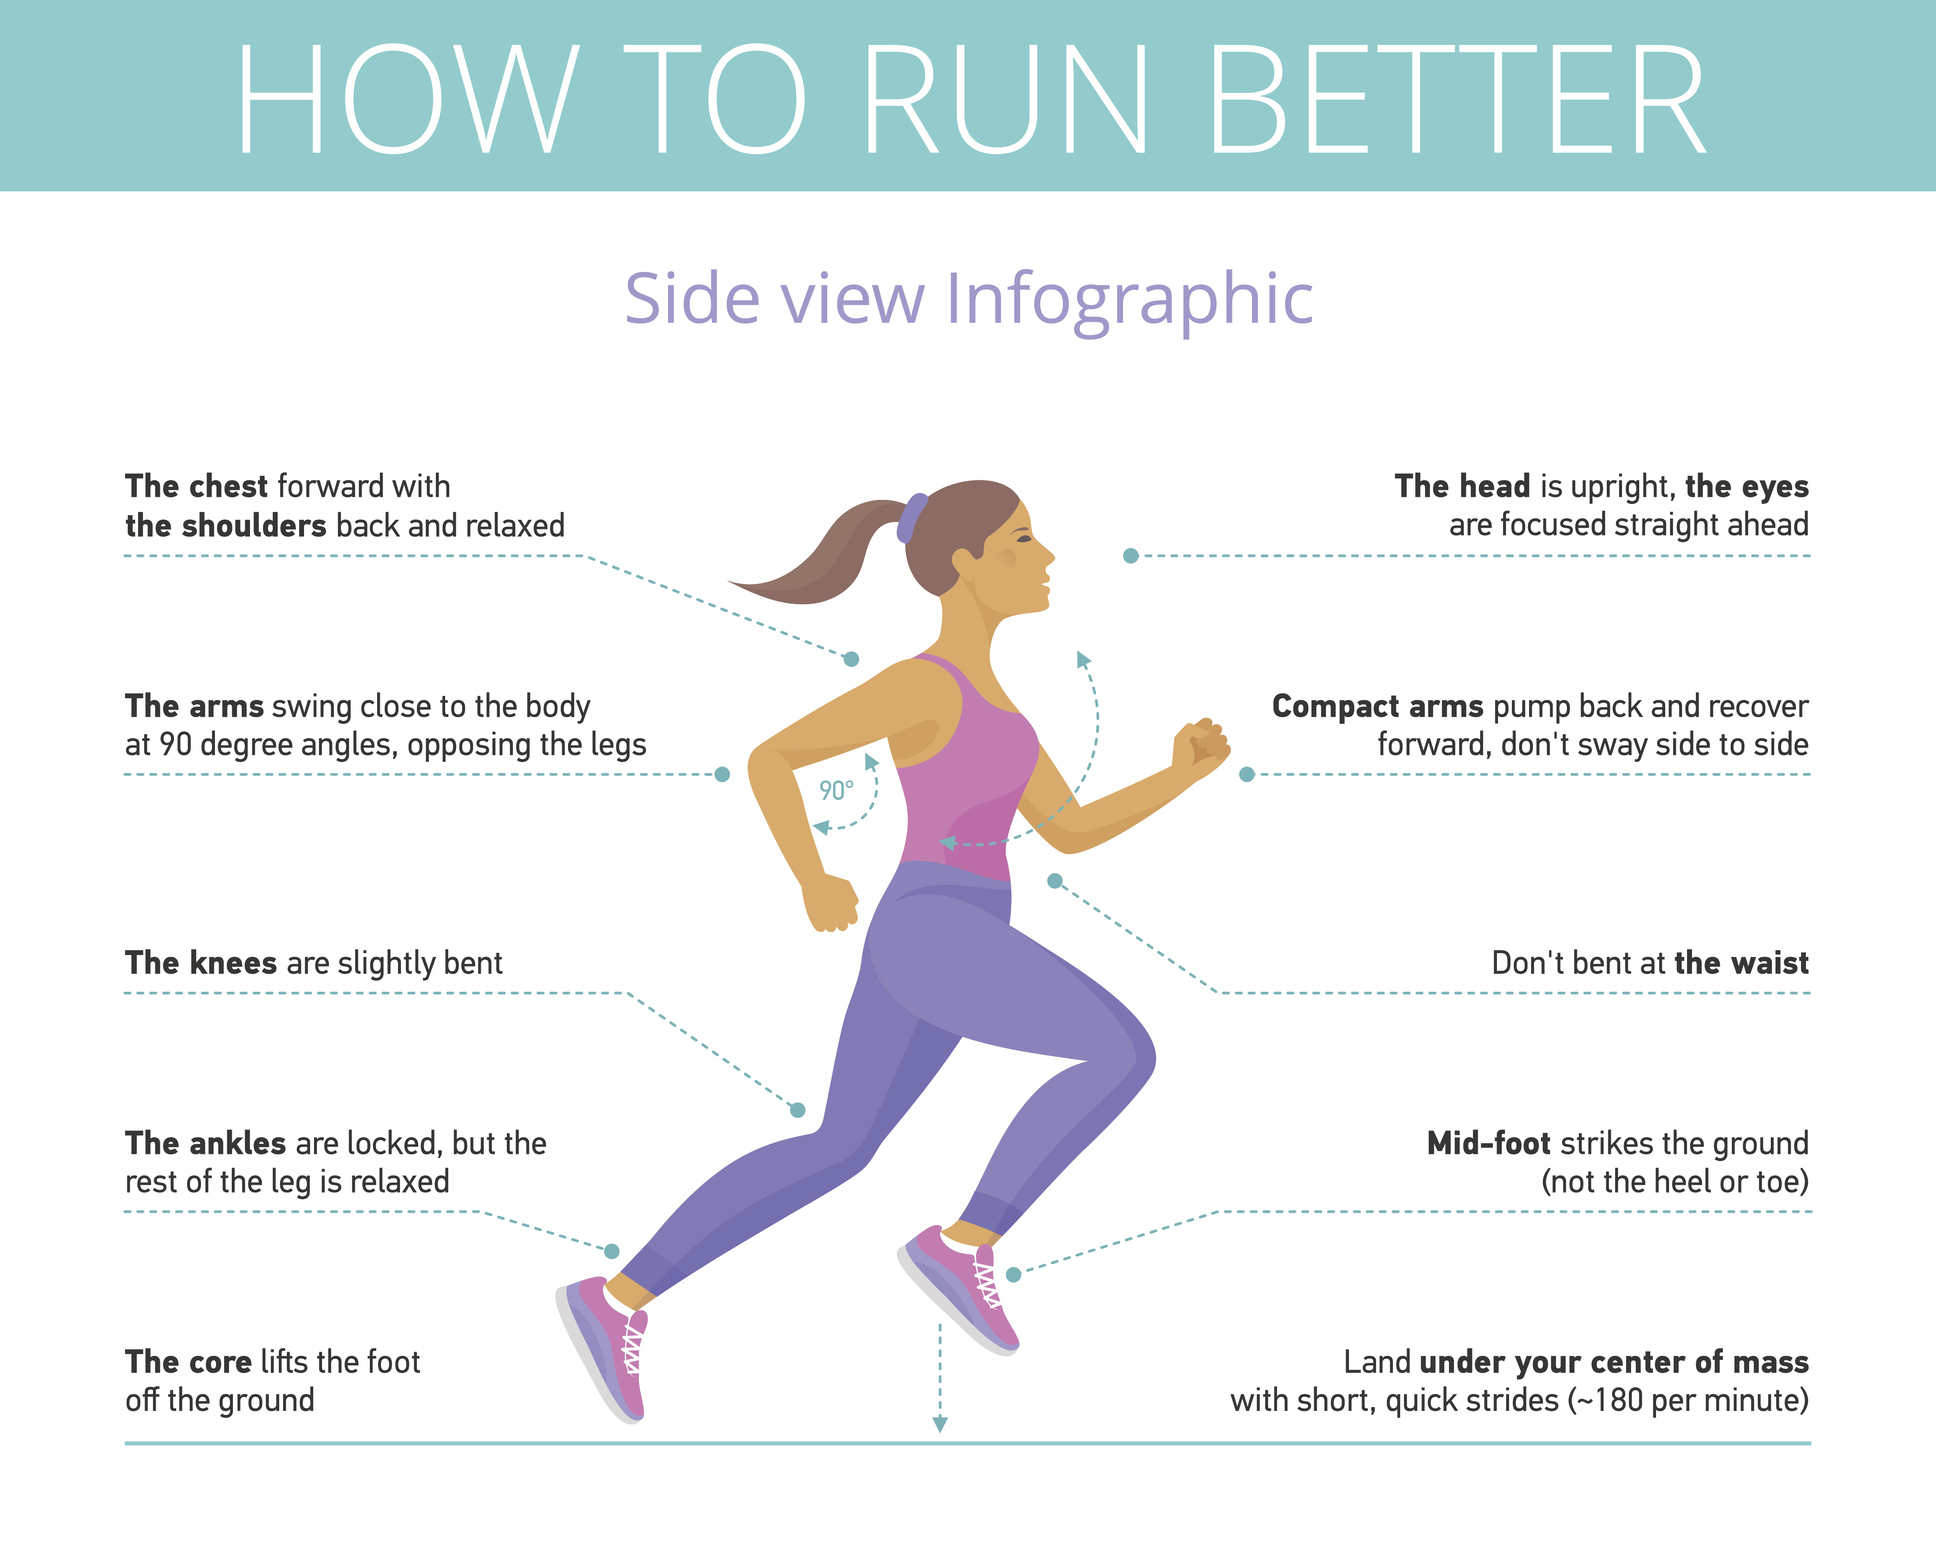 HOW TO RUN BETTER
Side view Infographic
The chest forward with
the shoulders back and relaxed
The head is upright, the eyes
are focused straight ahead
The arms swing close to the body
at 90 degree angles, opposing the legs
90°
Compact arms pump back and recover
forward, don't sway side to side
The knees are slightly bent
Don't bent at the waist
The ankles are locked, but the
rest of the leg is relaxed
Mid-foot strikes the ground
(not the heel or toe)
The core lifts the foot
off the ground
Land under your center of mass
with short, quick strides (~180 per minute)